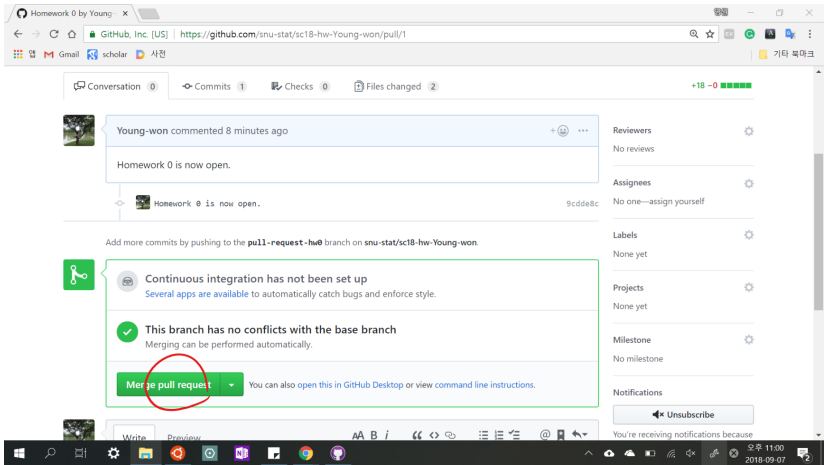 Homework 0 by Young-
영원
GitHub, Inc. [US] | https://github.com/snu-stat/sc18-hw-Young-won/pull/1
앱 Gmail scholar 사전 기타 북마크
Conversation 0 Commits 1 Checks 0 Files changed 2 +18 −0
Young-won commented 8 minutes ago
Homework 0 is now open.
Homework 0 is now open. 9cdde8c
Add more commits by pushing to the pull-request-hw0 branch on snu-stat/sc18-hw-Young-won.
Continuous integration has not been set up
Several apps are available to automatically catch bugs and enforce style.
This branch has no conflicts with the base branch
Merging can be performed automatically.
Merge pull request You can also open this in GitHub Desktop or view command line instructions.
Write Preview AA B i
Reviewers
No reviews
Assignees
No one—assign yourself
Labels
None yet
Projects
None yet
Milestone
No milestone
Notifications
Unsubscribe
You're receiving notifications because
오후 11:00
2018-09-07